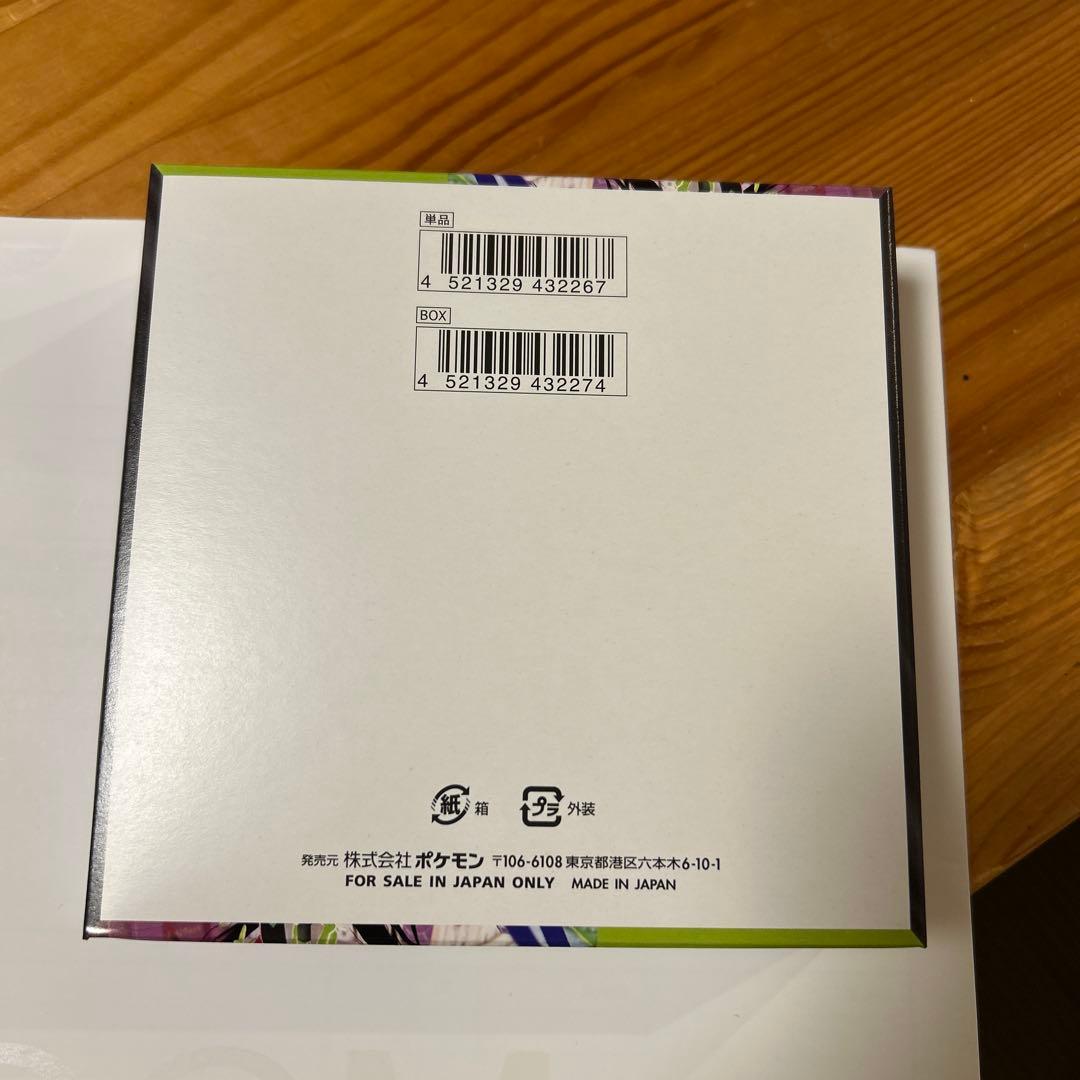 単品
4 521329 432267
BOX
4 521329 432274
紙 箱 プラ 外装
発売元 株式会社 ポケモン 〒106-6108 東京都港区六本木6-10-1
FOR SALE IN JAPAN ONLY MADE IN JAPAN